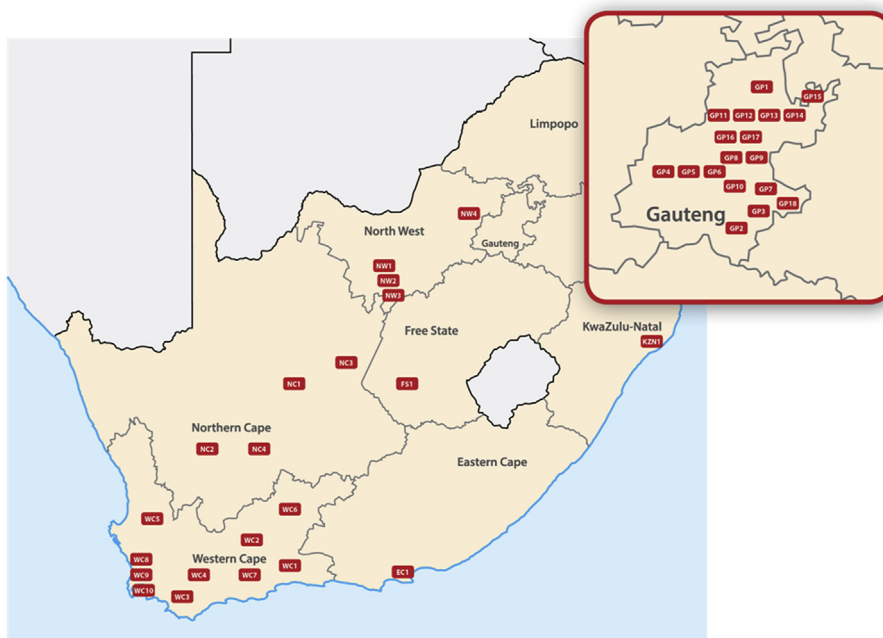 Limpopo
North West
NW4
Gauteng
NW1
NW2
NW3
Free State
KwaZulu-Natal
KZN1
NC3
NC1
FS1
Northern Cape
NC2
NC4
Eastern Cape
WC6
WC5
WC2
Western Cape
WC8
WC1
WC9
WC4
WC7
EC1
WC10
WC3
GP1
GP15
GP11
GP12
GP13
GP14
GP16
GP17
GP8
GP9
GP4
GP5
GP6
GP10
GP7
GP18
Gauteng
GP3
GP2